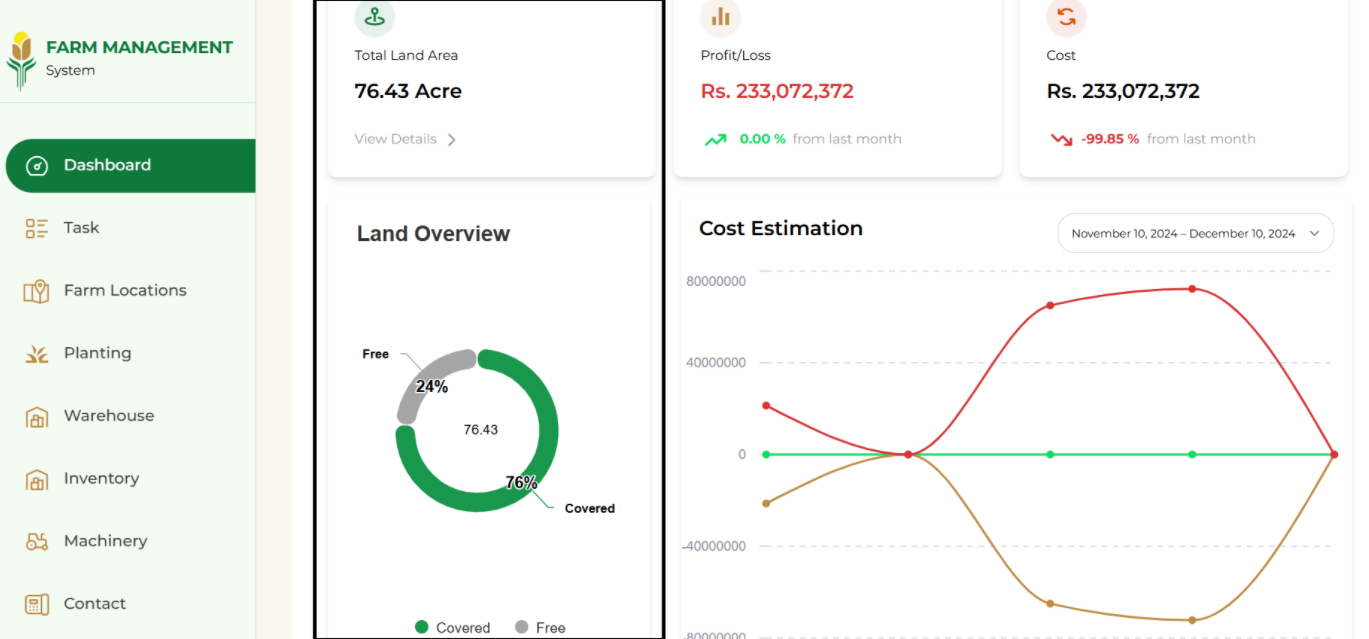 FARM MANAGEMENT
System
Dashboard
Task
Farm Locations
Planting
Warehouse
Inventory
Machinery
Contact
Total Land Area
76.43 Acre
View Details
Profit/Loss
Rs. 233,072,372
0.00 % from last month
Cost
Rs. 233,072,372
-99.85 % from last month
Land Overview
Free
24%
76.43
76%
Covered
Covered Free
Cost Estimation
November 10, 2024 – December 10, 2024
80000000
40000000
0
-40000000
-80000000